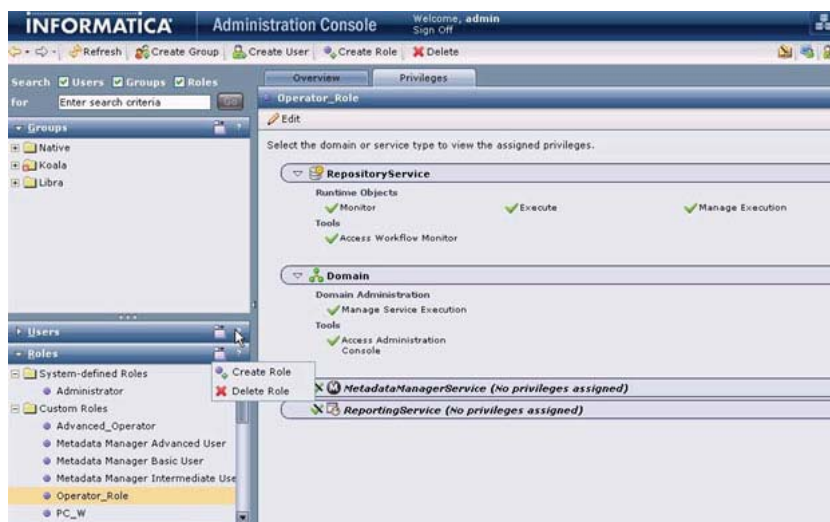 INFORMATICA Administration Console Welcome, admin
Sign Off
Refresh Create Group Create User Create Role Delete
Search Users Groups Roles
for Enter search criteria GO
Groups
Native
Koala
Libra
Users
Roles
System-defined Roles
Administrator
Custom Roles
Advanced_Operator
Metadata Manager Advanced User
Metadata Manager Basic User
Metadata Manager Intermediate Use
Operator_Role
PC_W
Create Role
Delete Role
Overview Privileges
Operator_Role
Edit
Select the domain or service type to view the assigned privileges.
RepositoryService
Runtime Objects
Monitor Execute Manage Execution
Tools
Access Workflow Monitor
Domain
Domain Administration
Manage Service Execution
Tools
Access Administration
Console
MetadataManagerService (No privileges assigned)
ReportingService (No privileges assigned)